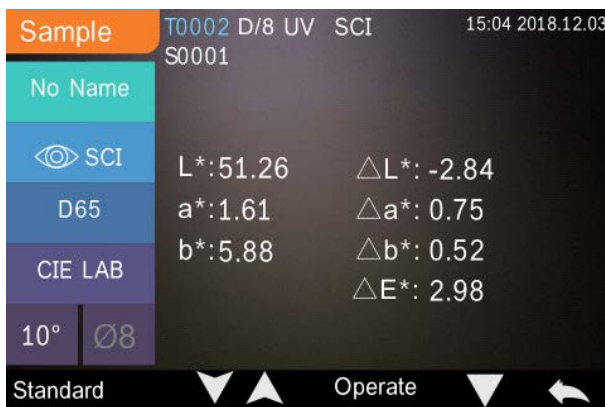 Sample
T0002 D/8 UV SCI 15:04 2018.12.03
S0001
No Name
SCI
D65
CIE LAB
10° Ø8
L*:51.26 △L*: -2.84
a*:1.61 △a*: 0.75
b*:5.88 △b*: 0.52
△E*: 2.98
Standard Operate